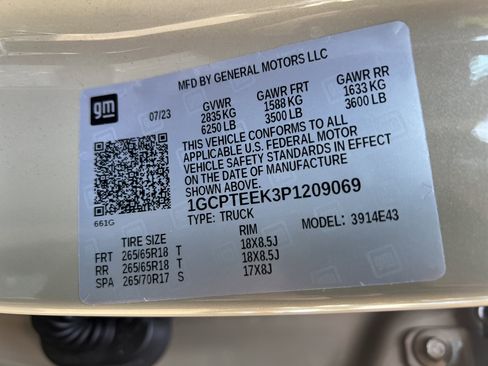 MFD BY GENERAL MOTORS LLC
gm
07/23
GVWR GAWR FRT GAWR RR
2835 KG 1588 KG 1633 KG
6250 LB 3500 LB 3600 LB
THIS VEHICLE CONFORMS TO ALL
APPLICABLE U.S. FEDERAL MOTOR
VEHICLE SAFETY STANDARDS IN EFFECT
ON THE DATE OF MANUFACTURE
SHOWN ABOVE.
1GCPTEEK3P1209069
TYPE: TRUCK MODEL: 3914E43
661G
TIRE SIZE RIM
FRT 265/65R18 T 18X8.5J
RR 265/65R18 T 18X8.5J
SPA 265/70R17 S 17X8J